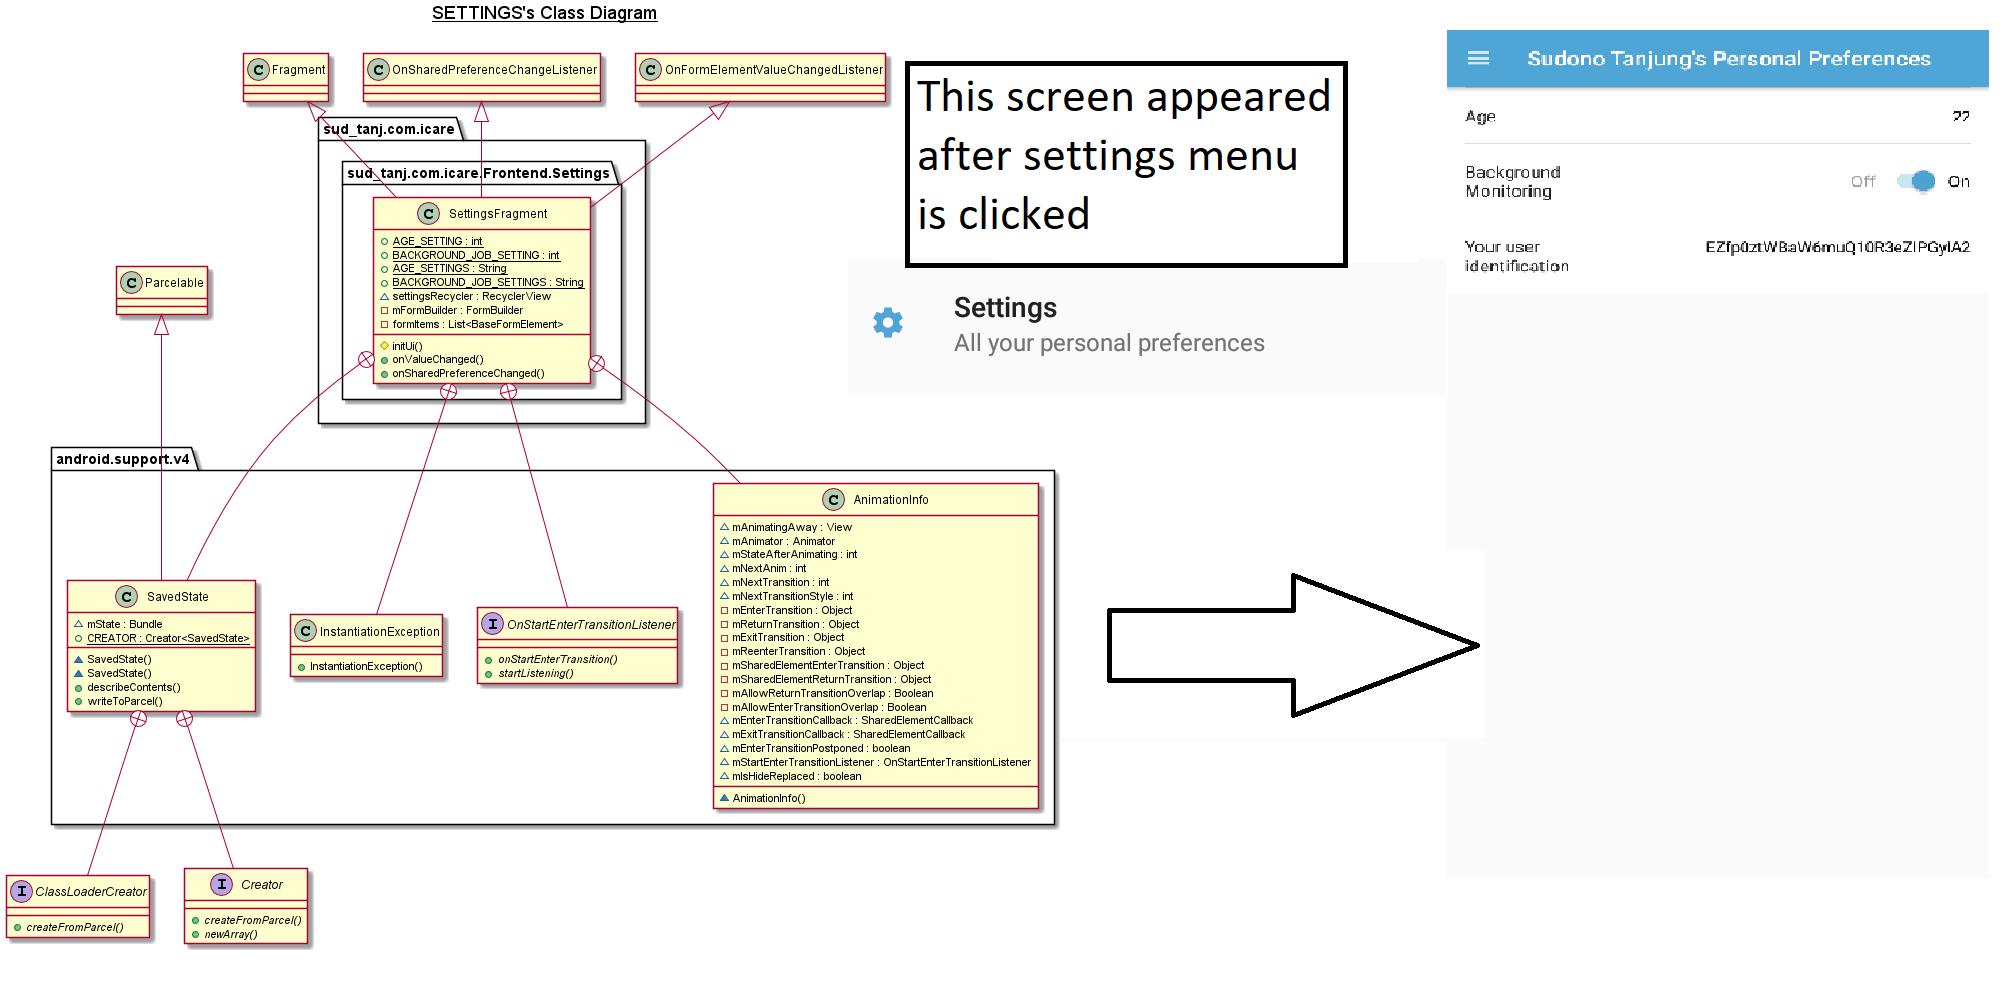 SETTINGS's Class Diagram
C Fragment
C OnSharedPreferenceChangeListener
C OnFormElementValueChangedListener
sud_tanj.com.icare
sud_tanj.com.icare.Frontend.Settings
C SettingsFragment
AGE_SETTING : int
BACKGROUND_JOB_SETTING : int
AGE_SETTINGS : String
BACKGROUND_JOB_SETTINGS : String
settingsRecycler : RecyclerView
mFormBuilder : FormBuilder
formItems : List<BaseFormElement>
initUi()
onValueChanged()
onSharedPreferenceChanged()
C Parcelable
android.support.v4
C SavedState
mState : Bundle
CREATOR : Creator<SavedState>
SavedState()
SavedState()
describeContents()
writeToParcel()
C InstantiationException
InstantiationException()
I OnStartEnterTransitionListener
onStartEnterTransition()
startListening()
C AnimationInfo
mAnimatingAway : View
mAnimator : Animator
mStateAfterAnimating : int
mNextAnim : int
mNextTransition : int
mNextTransitionStyle : int
mEnterTransition : Object
mReturnTransition : Object
mExitTransition : Object
mReenterTransition : Object
mSharedElementEnterTransition : Object
mSharedElementReturnTransition : Object
mAllowReturnTransitionOverlap : Boolean
mAllowEnterTransitionOverlap : Boolean
mEnterTransitionCallback : SharedElementCallback
mExitTransitionCallback : SharedElementCallback
mEnterTransitionPostponed : boolean
mStartEnterTransitionListener : OnStartEnterTransitionListener
mIsHideReplaced : boolean
AnimationInfo()
I ClassLoaderCreator
createFromParcel()
I Creator
createFromParcel()
newArray()
This screen appeared
after settings menu
is clicked
Settings
All your personal preferences
Sudono Tanjung's Personal Preferences
Age 22
Background
Monitoring
Off On
Your user
identification